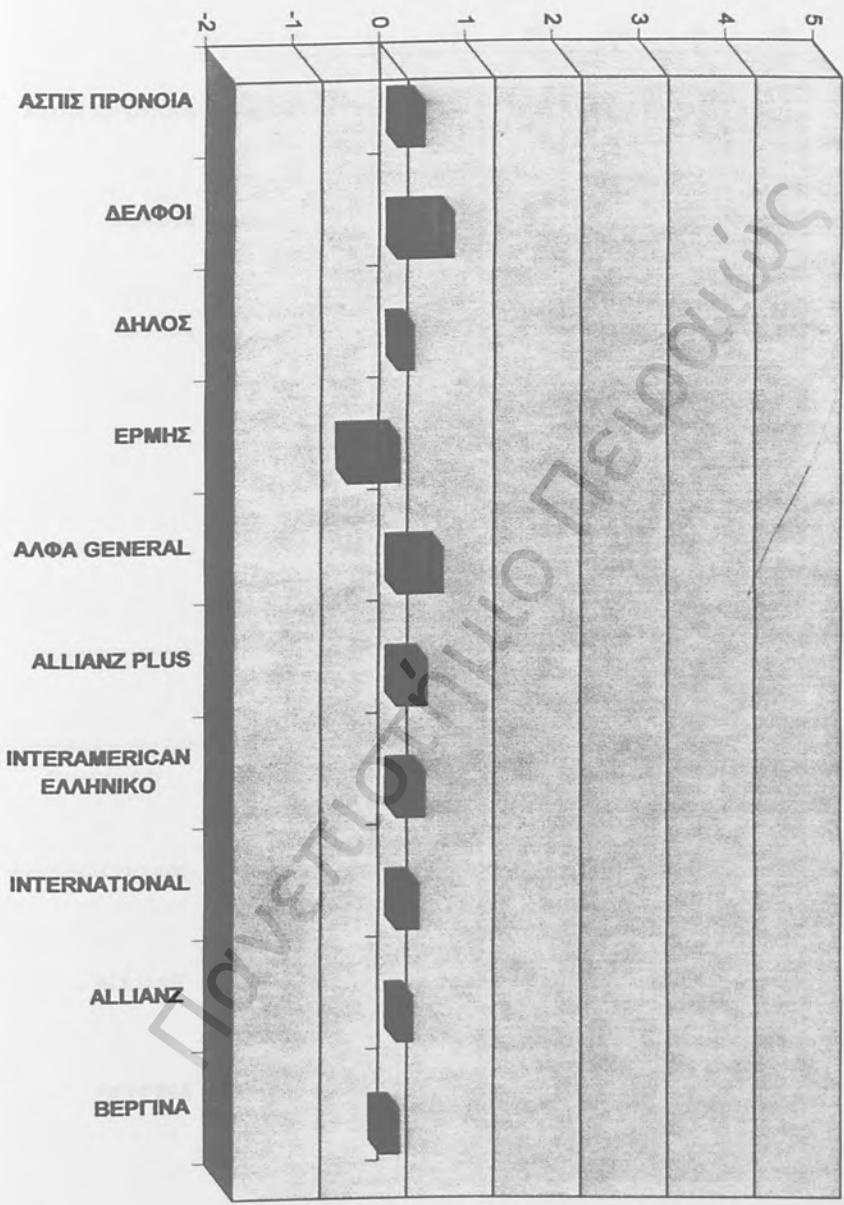 -2
-1
0
1
2
3
4
5
ΑΣΠΙΣ ΠΡΟΝΟΙΑ
ΔΕΛΦΟΙ
ΔΗΛΟΣ
ΕΡΜΗΣ
ΑΛΦΑ GENERAL
ALLIANZ PLUS
INTERAMERICAN
ΕΛΛΗΝΙΚΟ
INTERNATIONAL
ALLIANZ
ΒΕΡΓΙΝΑ
Πανεπιστήμιο Πειραιώς